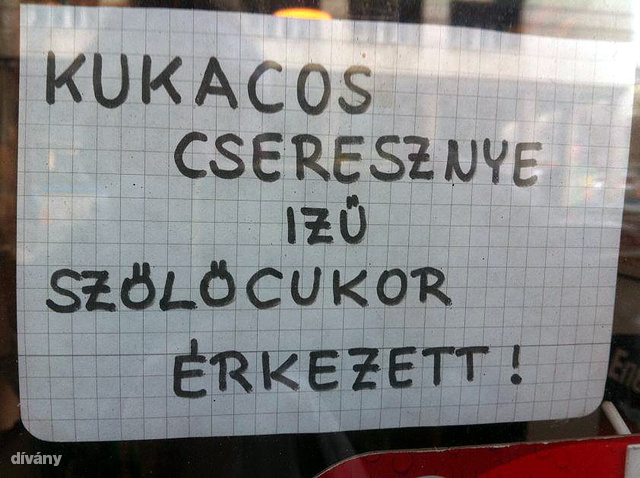 KUKACOS
CSERESZNYE
IZŰ
SZŐLŐCUKOR
ÉRKEZETT!
dívány